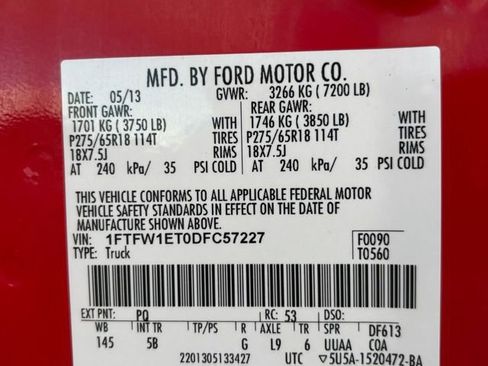 MFD. BY FORD MOTOR CO.
DATE: 05/13 GVWR: 3266 KG ( 7200 LB)
FRONT GAWR: REAR GAWR:
1701 KG ( 3750 LB) WITH 1746 KG ( 3850 LB) WITH
P275/65R18 114T TIRES P275/65R18 114T TIRES
18X7.5J RIMS 18X7.5J RIMS
AT 240 kPa/ 35 PSI COLD AT 240 kPa/ 35 PSI COLD
THIS VEHICLE CONFORMS TO ALL APPLICABLE FEDERAL MOTOR
VEHICLE SAFETY STANDARDS IN EFFECT ON THE DATE OF
MANUFACTURE SHOWN ABOVE.
VIN: 1FTFW1ET0DFC57227 F0090
TYPE: Truck T0560
EXT PNT: PQ RC: 53 DSO:
WB INT TR TP/PS R AXLE TR SPR DF613
145 5B G L9 6 UUAA COA
2201305133427 UTC ▽5U5A-1520472-BA